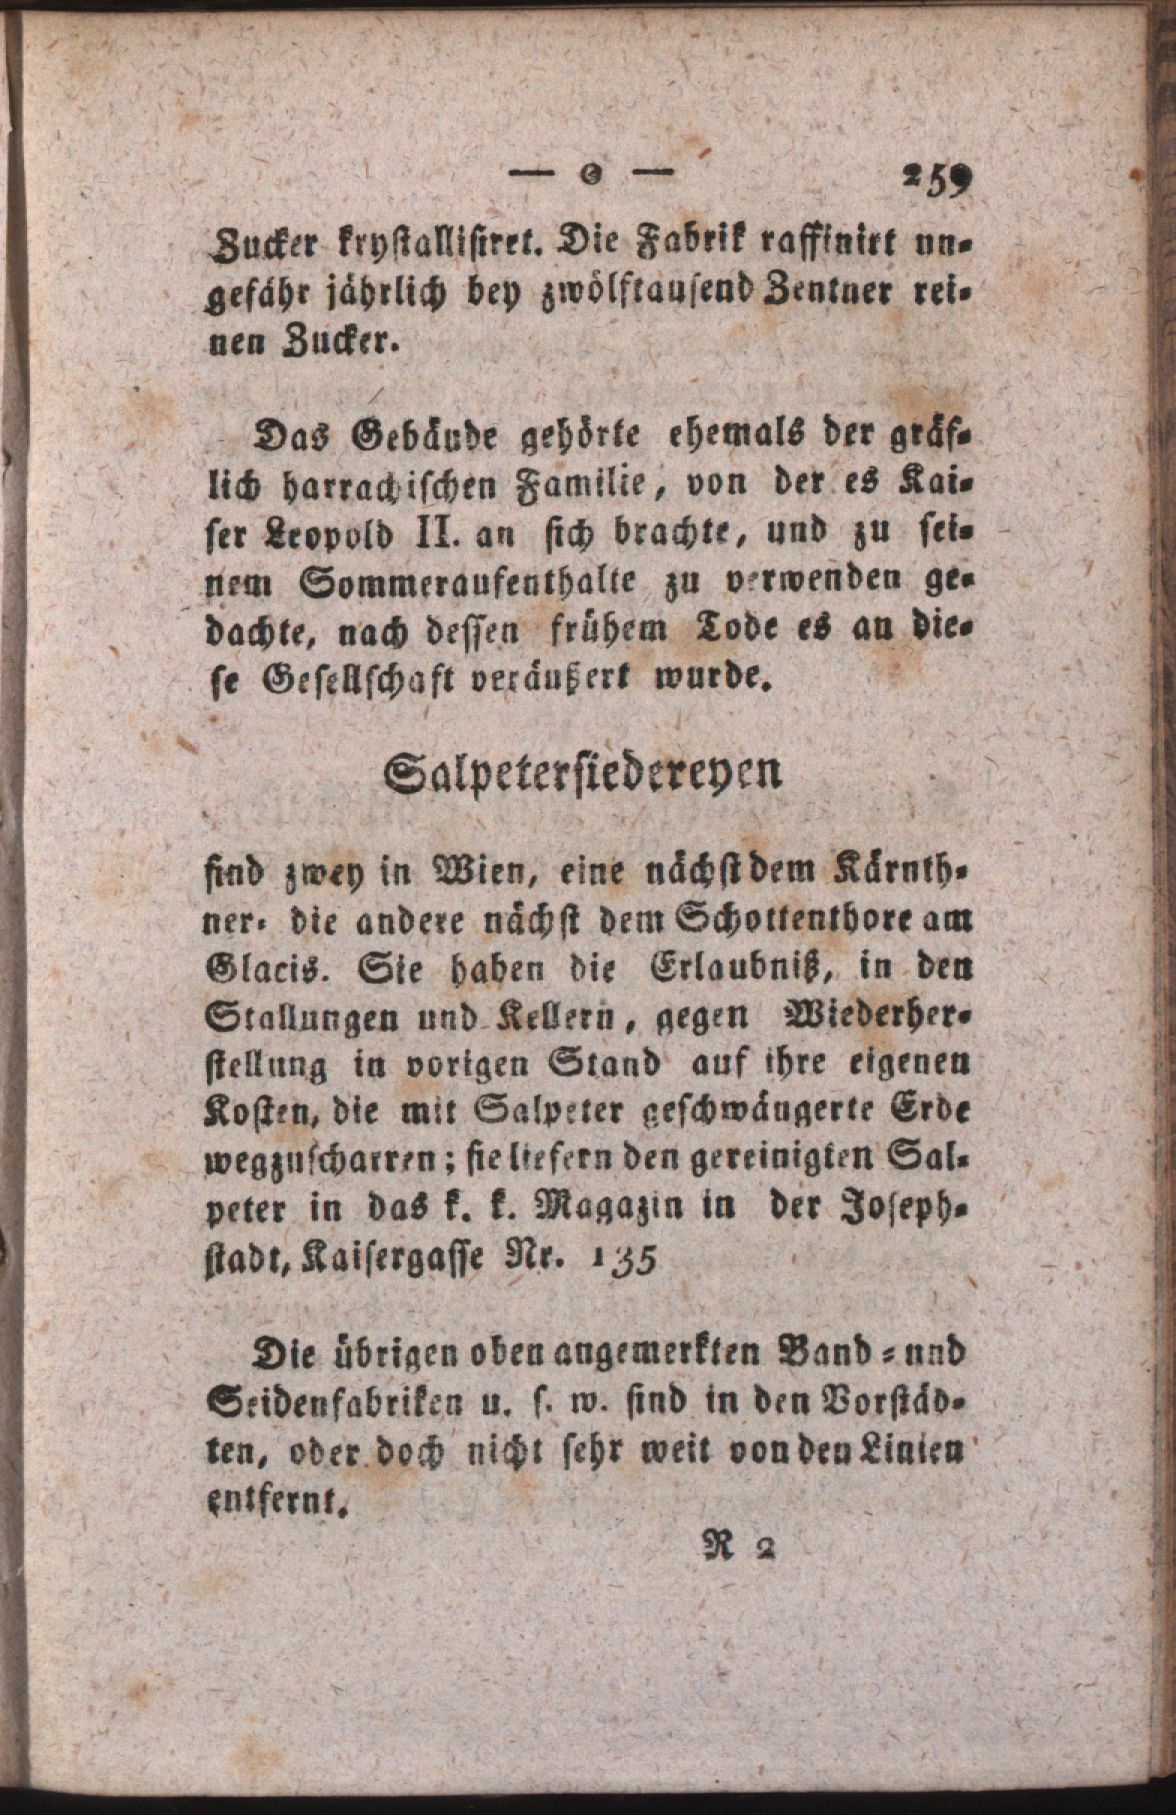 — o — 259
Zucker krystallisiret. Die Fabrik raffinirt un-
gefähr jährlich bey zwölftausend Zentner rei-
nen Zucker.
Das Gebäude gehörte ehemals der gräf-
lich harrachischen Familie, von der es Kai-
ser Leopold II. an sich brachte, und zu sei-
nem Sommeraufenthalte zu verwenden ge-
dachte, nach dessen frühem Tode es an die-
se Gesellschaft veräußert wurde.
Salpetersiedereyen
sind zwey in Wien, eine nächst dem Kärnth-
ner- die andere nächst dem Schottenthore am
Glacis. Sie haben die Erlaubniß, in den
Stallungen und Kellern, gegen Wiederher-
stellung in vorigen Stand auf ihre eigenen
Kosten, die mit Salpeter geschwängerte Erde
wegzuscharren; sie liefern den gereinigten Sal-
peter in das k. k. Magazin in der Joseph-
stadt, Kaisergasse Nr. 135
Die übrigen oben angemerkten Band- und
Seidenfabriken u. s. w. sind in den Vorstäd-
ten, oder doch nicht sehr weit von den Linien
entfernt.
R 2